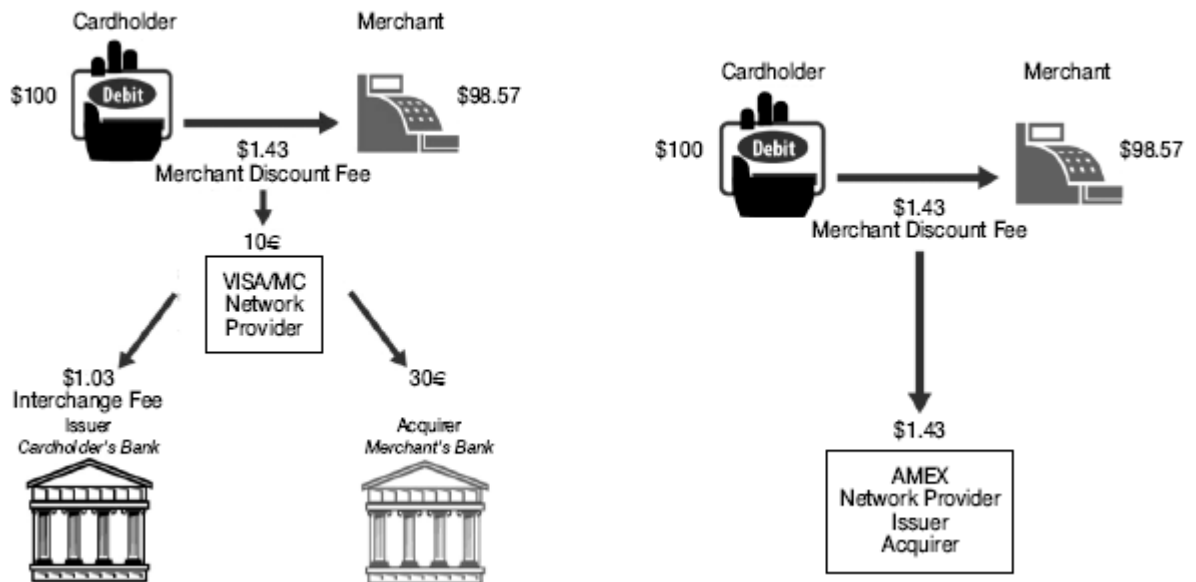 Cardholder
Merchant
$100
Debit
$98.57
$1.43
Merchant Discount Fee
10€
VISA/MC
Network
Provider
$1.03
Interchange Fee
Issuer
Cardholder's Bank
30€
Acquirer
Merchant's Bank
Cardholder
Merchant
$100
Debit
$98.57
$1.43
Merchant Discount Fee
$1.43
AMEX
Network Provider
Issuer
Acquirer